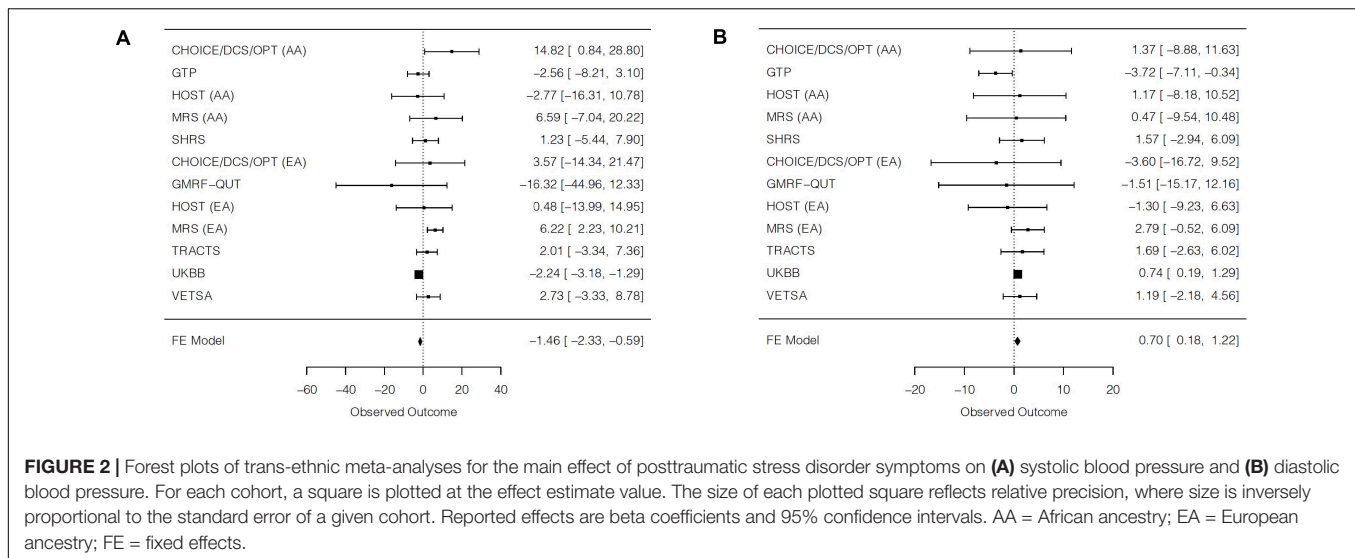 A
CHOICE/DCS/OPT (AA) 14.82 [ 0.84, 28.80]
GTP −2.56 [ −8.21, 3.10]
HOST (AA) −2.77 [−16.31, 10.78]
MRS (AA) 6.59 [ −7.04, 20.22]
SHRS 1.23 [ −5.44, 7.90]
CHOICE/DCS/OPT (EA) 3.57 [−14.34, 21.47]
GMRF−QUT −16.32 [−44.96, 12.33]
HOST (EA) 0.48 [−13.99, 14.95]
MRS (EA) 6.22 [ 2.23, 10.21]
TRACTS 2.01 [ −3.34, 7.36]
UKBB −2.24 [ −3.18, −1.29]
VETSA 2.73 [ −3.33, 8.78]
FE Model −1.46 [ −2.33, −0.59]
−60 −40 −20 0 20 40
Observed Outcome
B
CHOICE/DCS/OPT (AA) 1.37 [ −8.88, 11.63]
GTP −3.72 [ −7.11, −0.34]
HOST (AA) 1.17 [ −8.18, 10.52]
MRS (AA) 0.47 [ −9.54, 10.48]
SHRS 1.57 [ −2.94, 6.09]
CHOICE/DCS/OPT (EA) −3.60 [−16.72, 9.52]
GMRF−QUT −1.51 [−15.17, 12.16]
HOST (EA) −1.30 [ −9.23, 6.63]
MRS (EA) 2.79 [ −0.52, 6.09]
TRACTS 1.69 [ −2.63, 6.02]
UKBB 0.74 [ 0.19, 1.29]
VETSA 1.19 [ −2.18, 4.56]
FE Model 0.70 [ 0.18, 1.22]
−20 −10 0 10 20
Observed Outcome
FIGURE 2 | Forest plots of trans-ethnic meta-analyses for the main effect of posttraumatic stress disorder symptoms on (A) systolic blood pressure and (B) diastolic
blood pressure. For each cohort, a square is plotted at the effect estimate value. The size of each plotted square reflects relative precision, where size is inversely
proportional to the standard error of a given cohort. Reported effects are beta coefficients and 95% confidence intervals. AA = African ancestry; EA = European
ancestry; FE = fixed effects.